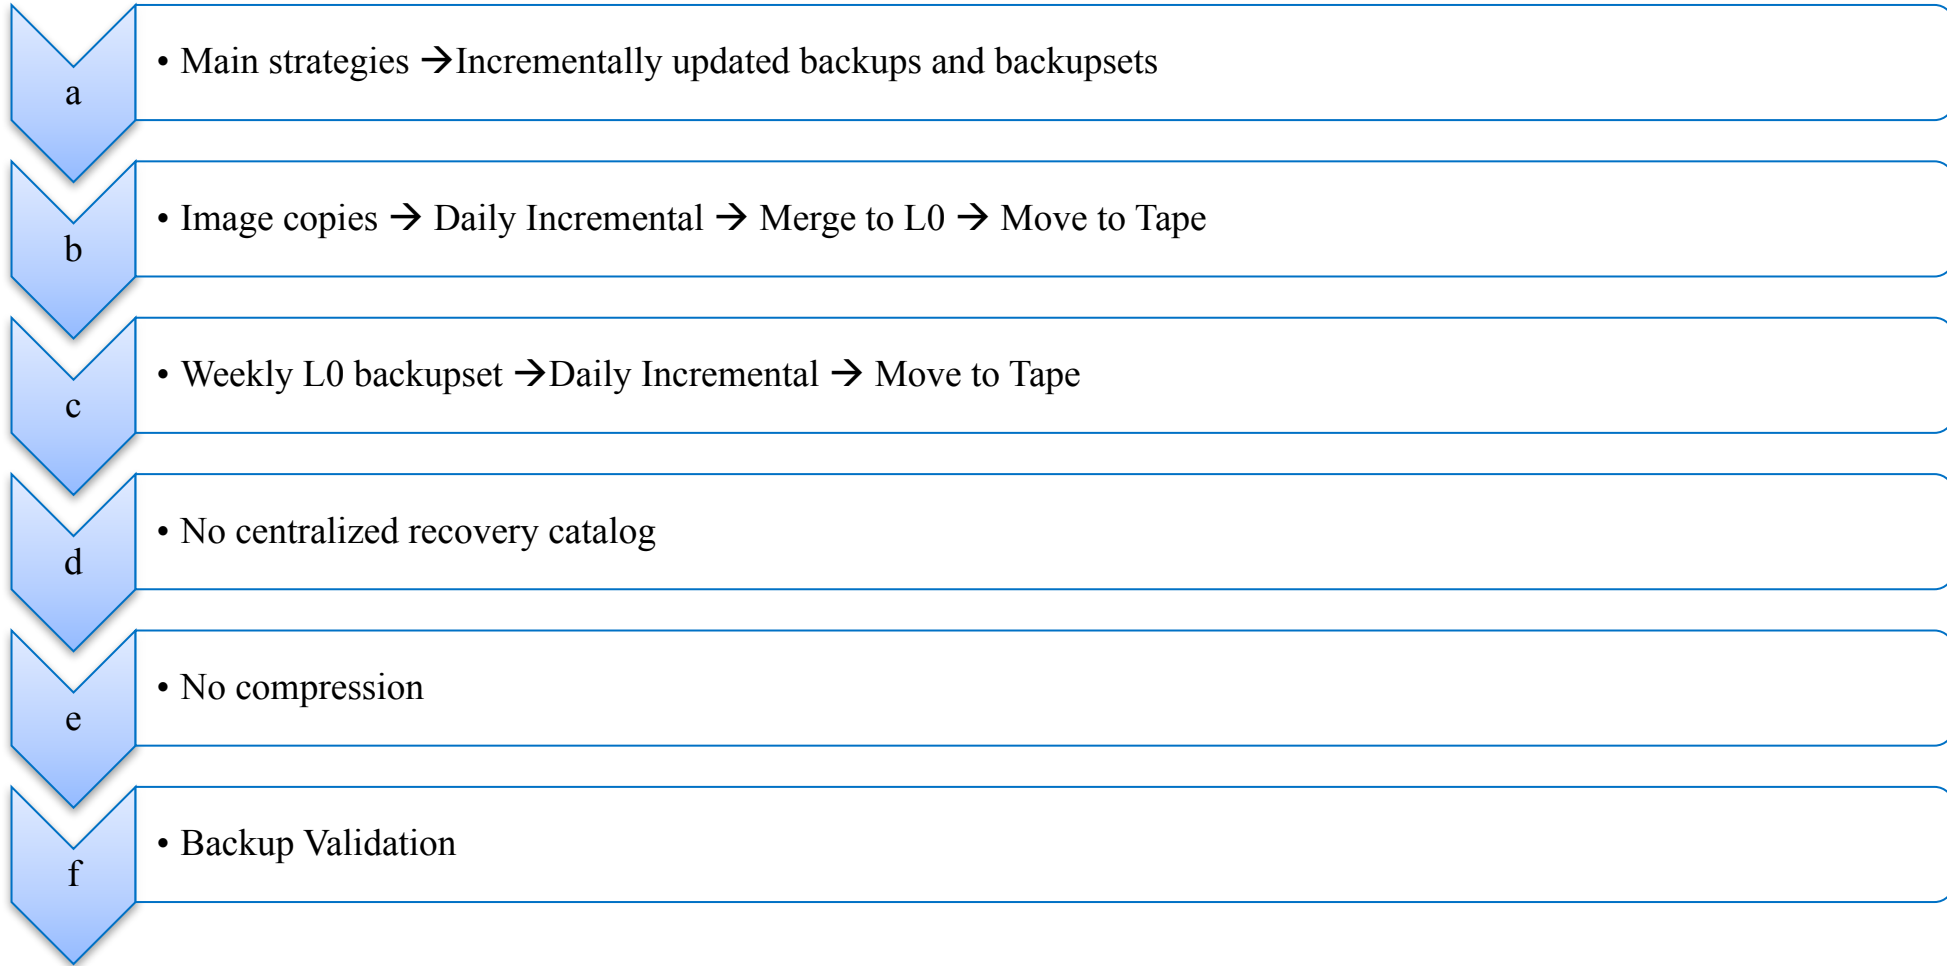 a
• Main strategies →Incrementally updated backups and backupsets
b
• Image copies → Daily Incremental → Merge to L0 → Move to Tape
c
• Weekly L0 backupset →Daily Incremental → Move to Tape
d
• No centralized recovery catalog
e
• No compression
f
• Backup Validation